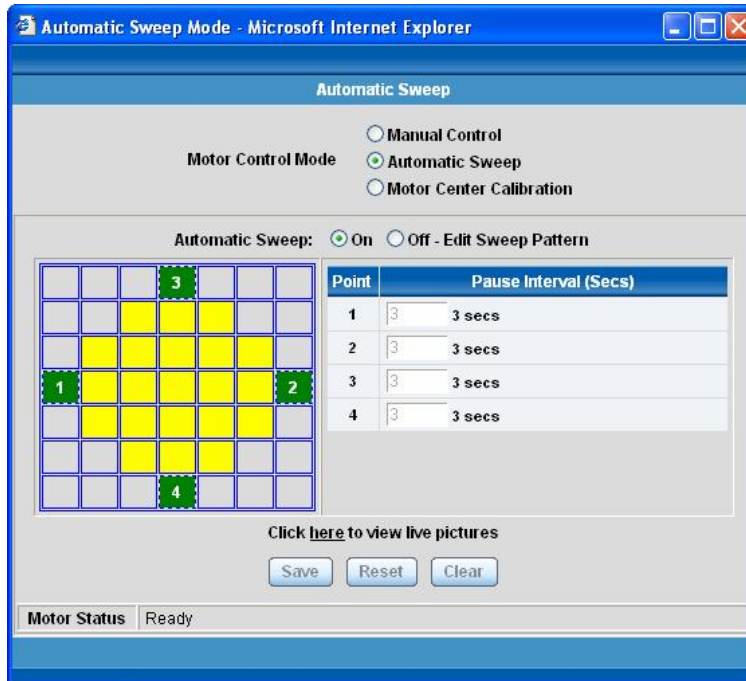 Automatic Sweep Mode - Microsoft Internet Explorer
Automatic Sweep
Motor Control Mode
Manual Control
Automatic Sweep
Motor Center Calibration
Automatic Sweep: On Off - Edit Sweep Pattern
3
1
2
4
Point Pause Interval (Secs)
1 3 3 secs
2 3 3 secs
3 3 3 secs
4 3 3 secs
Click here to view live pictures
Save Reset Clear
Motor Status Ready